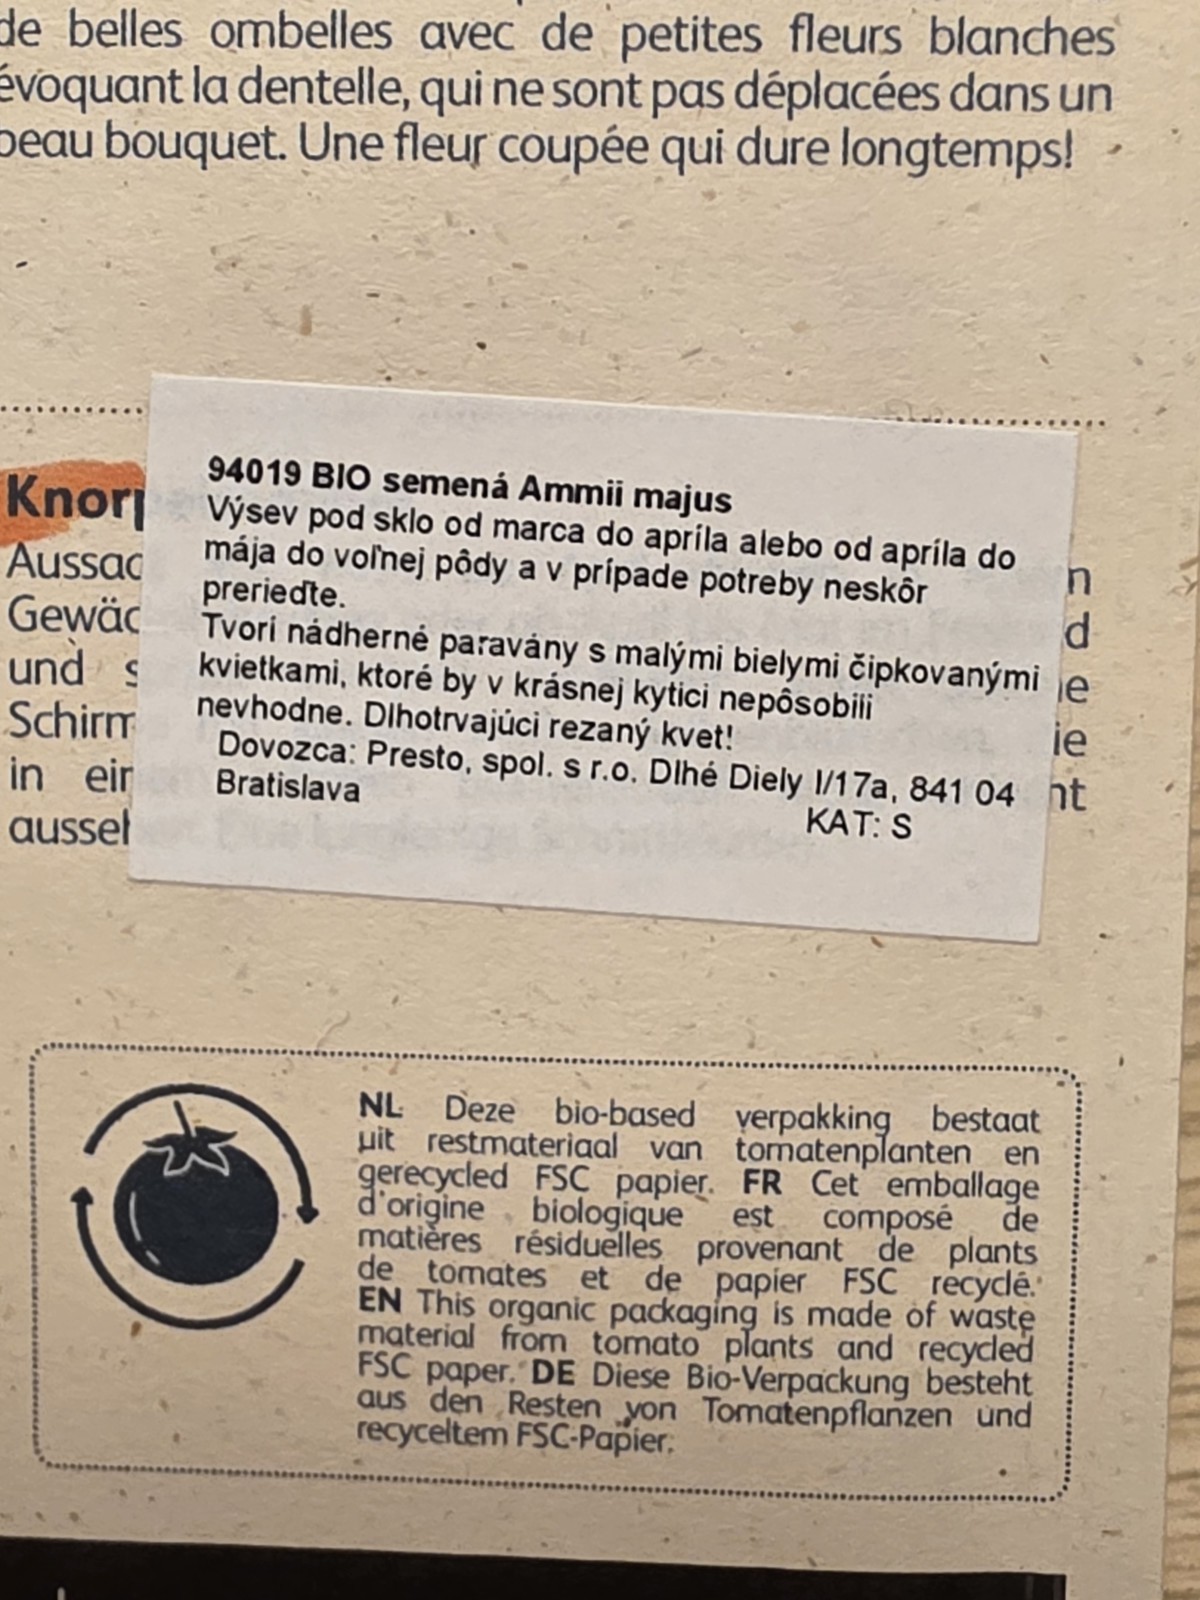 de belles ombelles avec de petites fleurs blanches
évoquant la dentelle, qui ne sont pas déplacées dans un
beau bouquet. Une fleur coupée qui dure longtemps!
94019 BIO semená Ammii majus
Výsev pod sklo od marca do apríla alebo od apríla do
mája do voľnej pôdy a v prípade potreby neskôr
prerieďte.
Tvorí nádherné paravány s malými bielymi čipkovanými
kvietkami, ktoré by v krásnej kytici nepôsobili
nevhodne. Dlhotrvajúci rezaný kvet!
Dovozca: Presto, spol. s r.o. Dlhé Diely I/17a, 841 04
Bratislava
KAT: S
Knorp
Aussa
Gewäc
und s
Schirm
in ein
ausse
n
d
e
ie
nt
NL Deze bio-based verpakking bestaat
uit restmateriaal van tomatenplanten en
gerecycled FSC papier. FR Cet emballage
d'origine biologique est composé de
matières résiduelles provenant de plants
de tomates et de papier FSC recyclé.
EN This organic packaging is made of waste
material from tomato plants and recycled
FSC paper. DE Diese Bio-Verpackung besteht
aus den Resten von Tomatenpflanzen und
recyceltem FSC-Papier.